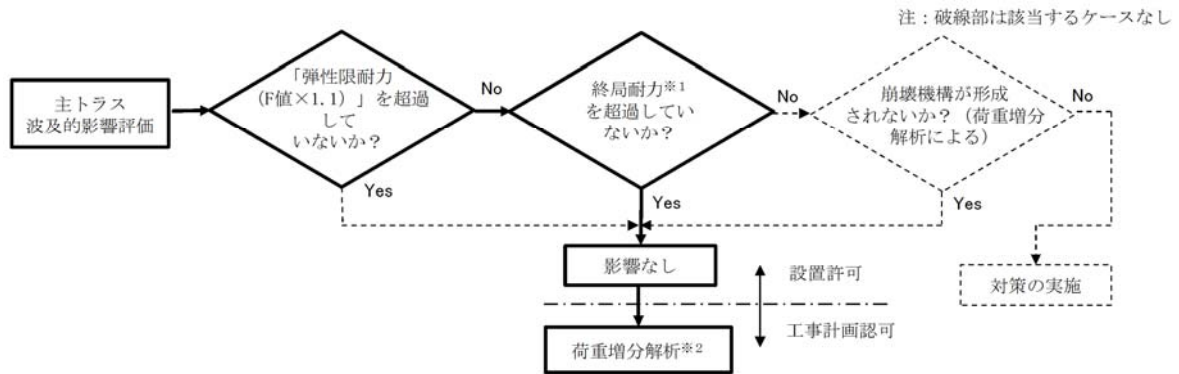 注：破線部は該当するケースなし
主トラス
波及的影響評価
「弾性限耐力
（F値×1.1）」を超過
して
いないか？
No
終局耐力※1
を超過してい
ないか？
No
崩壊機構が形成
されないか？（荷重増分
解析による）
No
Yes
Yes
Yes
影響なし
設置許可
対策の実施
工事計画認可
荷重増分解析※2